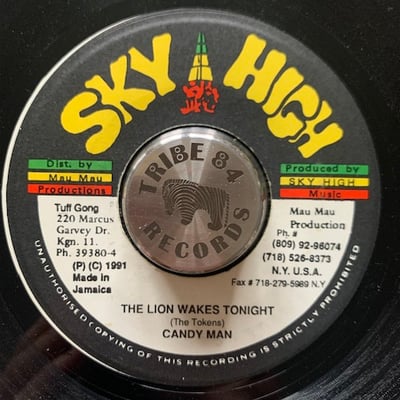 SKY HIGH
Dist. by
Mau Mau
Productions
Produced by
SKY HIGH
Music
TRIBE 84
RECORDS
Tuff Gong
220 Marcus
Garvey Dr.
Kgn. 11.
Ph. 39380-4
(P) (C) 1991
Made in
Jamaica
Mau Mau
Production
Ph.#
(809) 92-96074
(718) 526-8373
N.Y. U.S.A.
Fax # 718-279-5989 N.Y
THE LION WAKES TONIGHT
(The Tokens)
CANDY MAN
UNAUTHORISED COPYING OF THIS RECORDING IS STRICTLY PROHIBITED